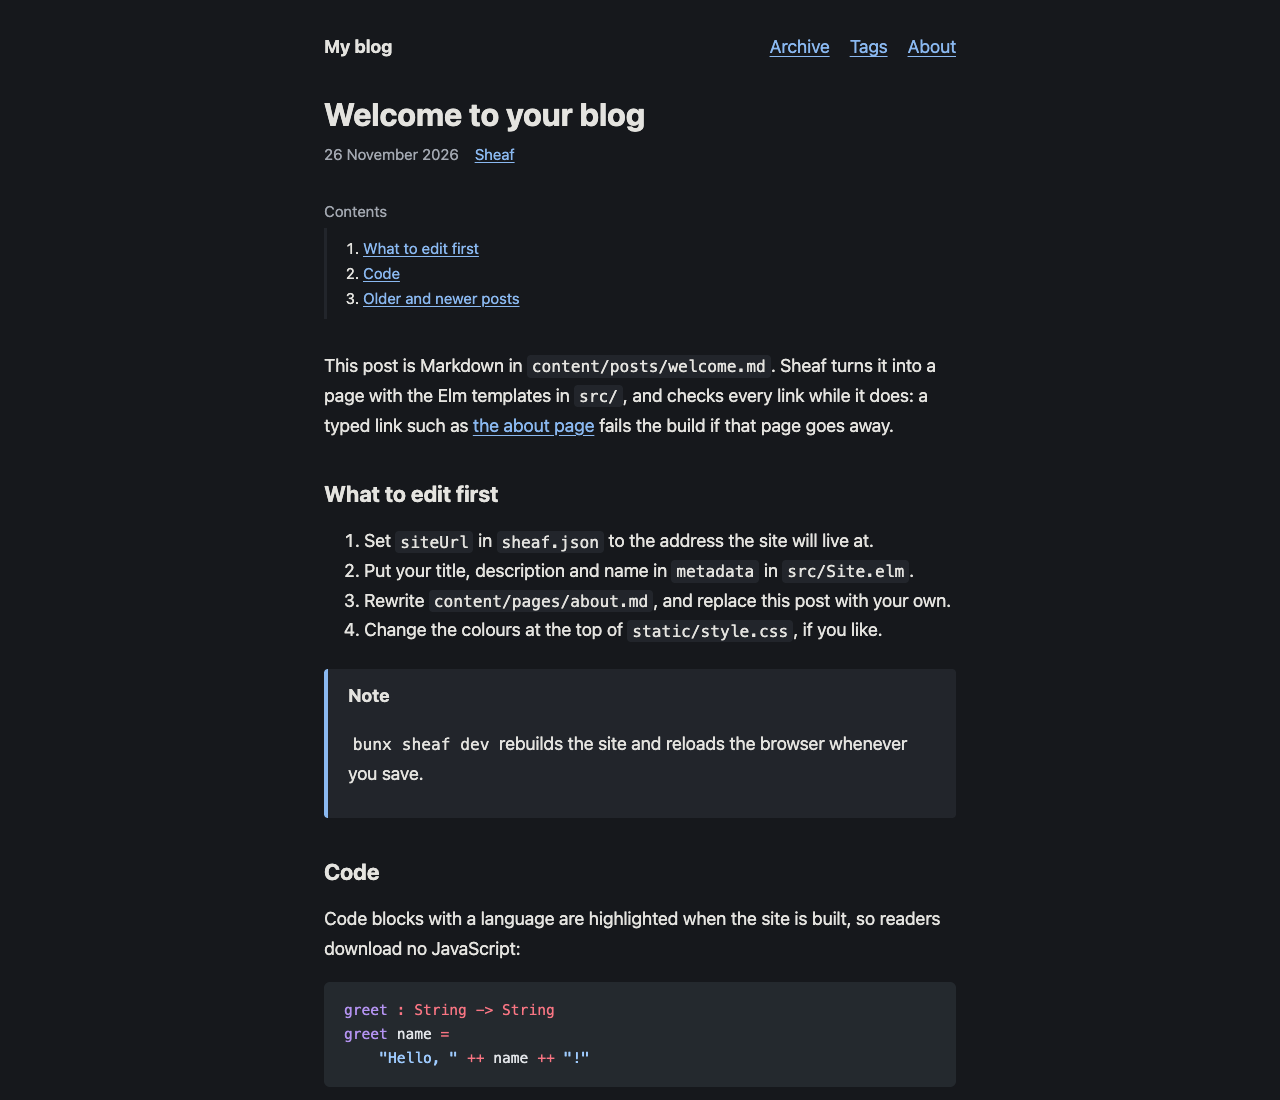 My blog
Archive Tags About
Welcome to your blog
26 November 2026 Sheaf
Contents
1. What to edit first
2. Code
3. Older and newer posts
This post is Markdown in content/posts/welcome.md. Sheaf turns it into a
page with the Elm templates in src/, and checks every link while it does: a
typed link such as the about page fails the build if that page goes away.
What to edit first
1. Set siteUrl in sheaf.json to the address the site will live at.
2. Put your title, description and name in metadata in src/Site.elm.
3. Rewrite content/pages/about.md, and replace this post with your own.
4. Change the colours at the top of static/style.css, if you like.
Note
bunx sheaf dev rebuilds the site and reloads the browser whenever
you save.
Code
Code blocks with a language are highlighted when the site is built, so readers
download no JavaScript:
greet : String -> String
greet name =
    "Hello, " ++ name ++ "!"